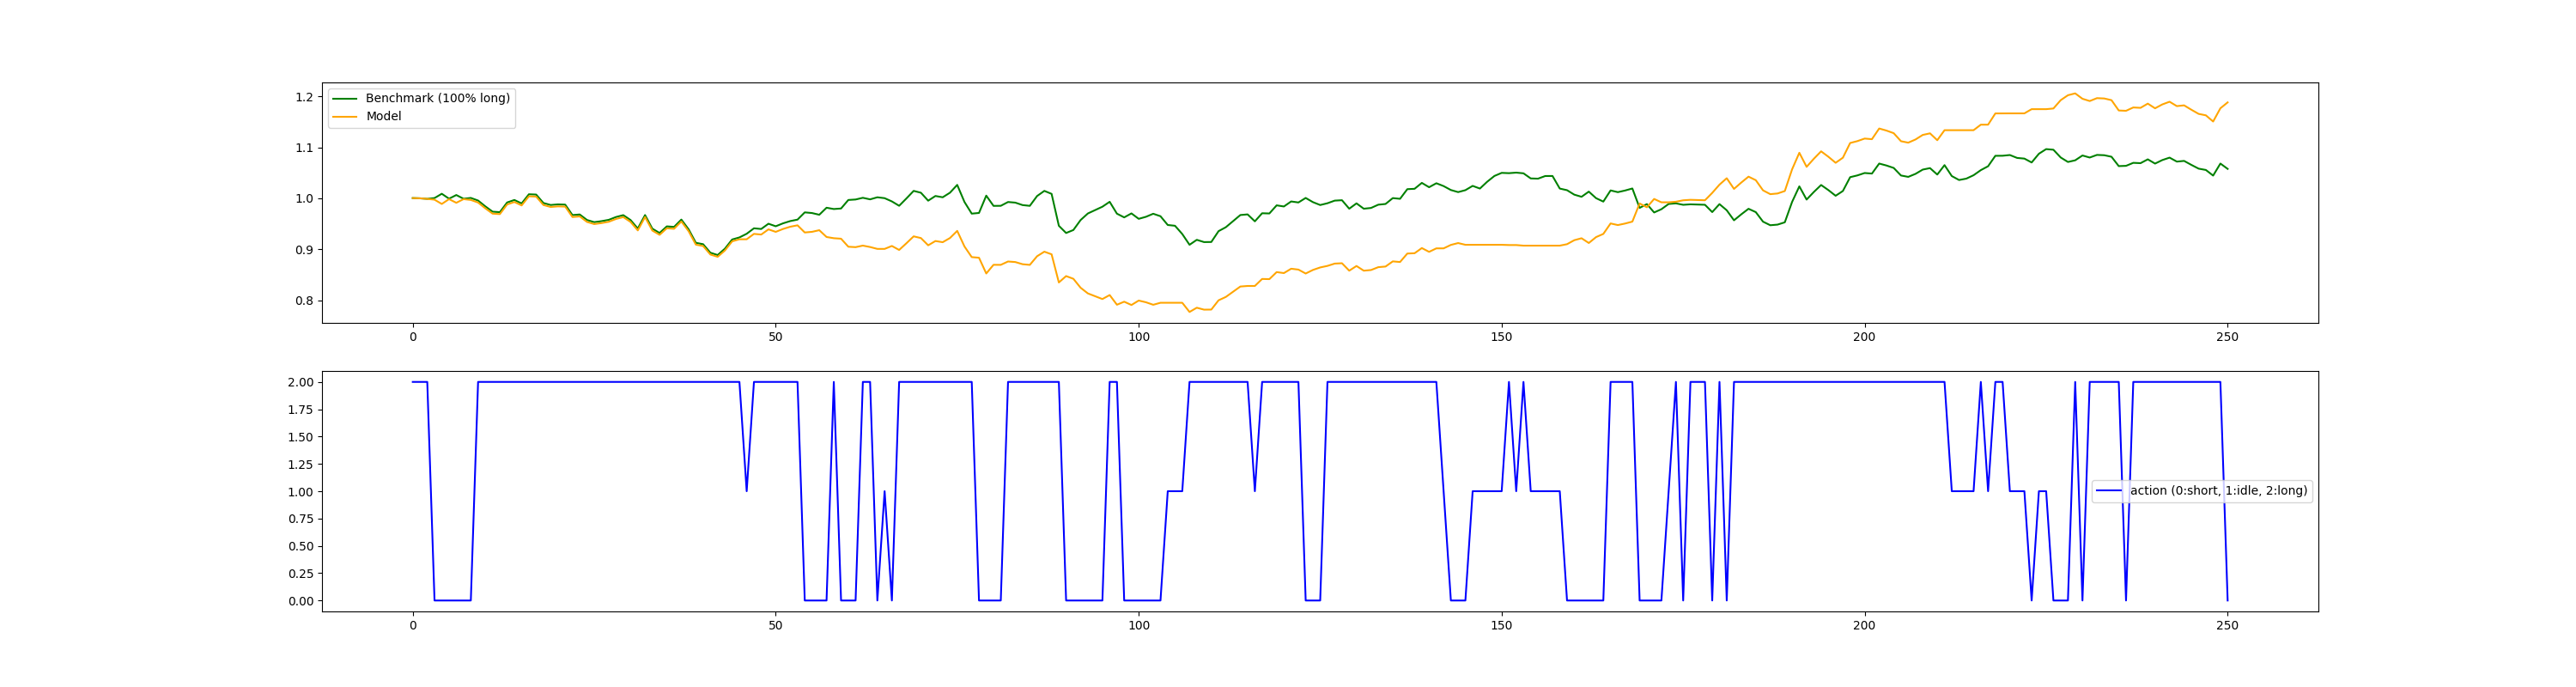 1.2
1.1
1.0
0.9
0.8
Benchmark (100% long)
Model
0 50 100 150 200 250
2.00
1.75
1.50
1.25
1.00
0.75
0.50
0.25
0.00
action (0:short, 1:idle, 2:long)
0 50 100 150 200 250